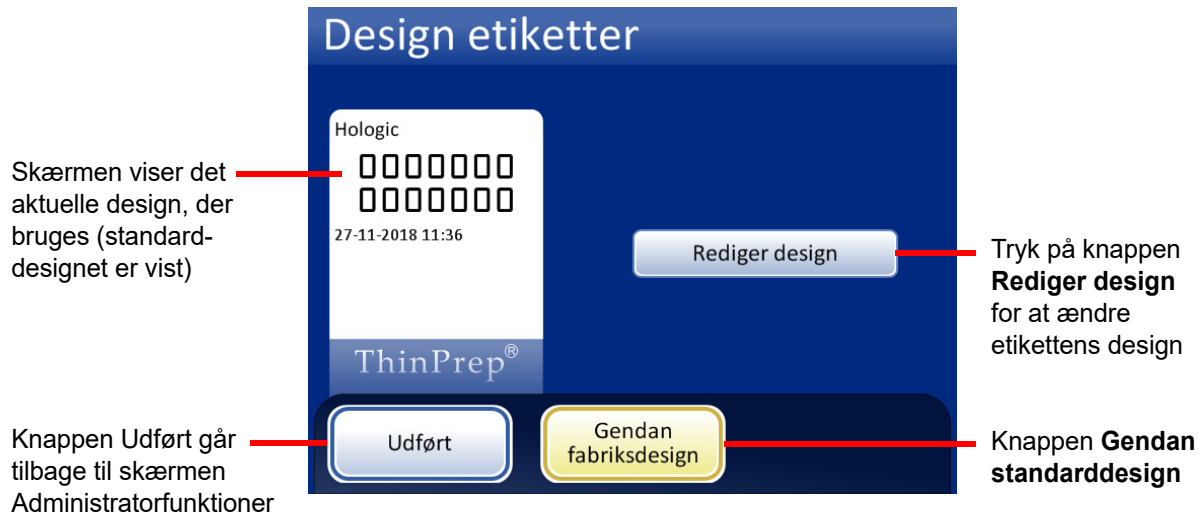 Design etiketter
Hologic
0000000
0000000
27-11-2018 11:36
ThinPrep®
Rediger design
Udført
Gendan
fabriksdesign
Skærmen viser det
aktuelle design, der
bruges (standard-
designet er vist)
Knappen Udført går
tilbage til skærmen
Administratorfunktioner
Tryk på knappen
Rediger design
for at ændre
etikettens design
Knappen Gendan
standarddesign